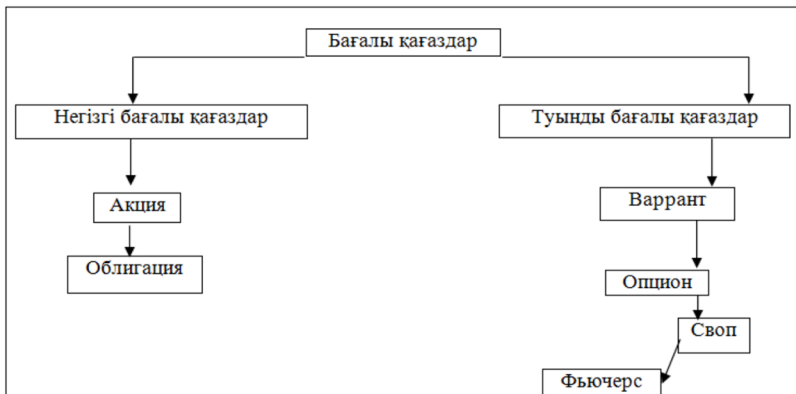 Бағалы қағаздар
Негізгі бағалы қағаздар
Туынды бағалы қағаздар
Акция
Варрант
Облигация
Опцион
Своп
Фьючерс